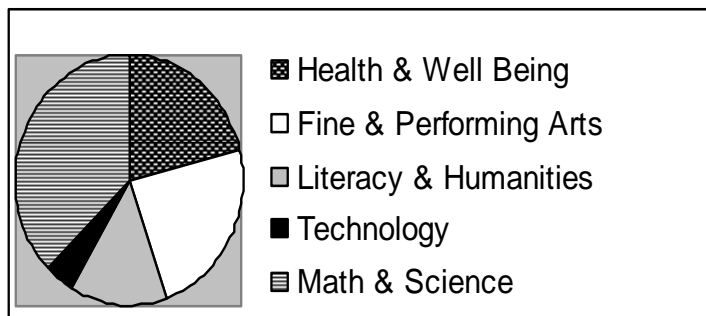 Health & Well Being
Fine & Performing Arts
Literacy & Humanities
Technology
Math & Science